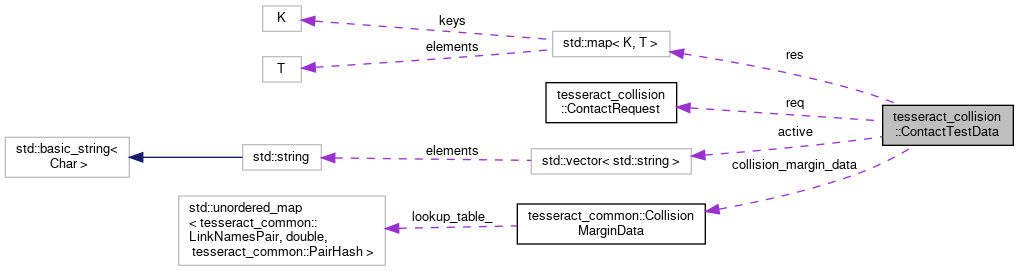 K
keys
T
elements
std::map< K, T >
res
tesseract_collision
::ContactRequest
req
tesseract_collision
::ContactTestData
active
std::basic_string<
Char >
std::string
elements
std::vector< std::string >
collision_margin_data
std::unordered_map
< tesseract_common::
LinkNamesPair, double,
tesseract_common::PairHash >
lookup_table_
tesseract_common::Collision
MarginData